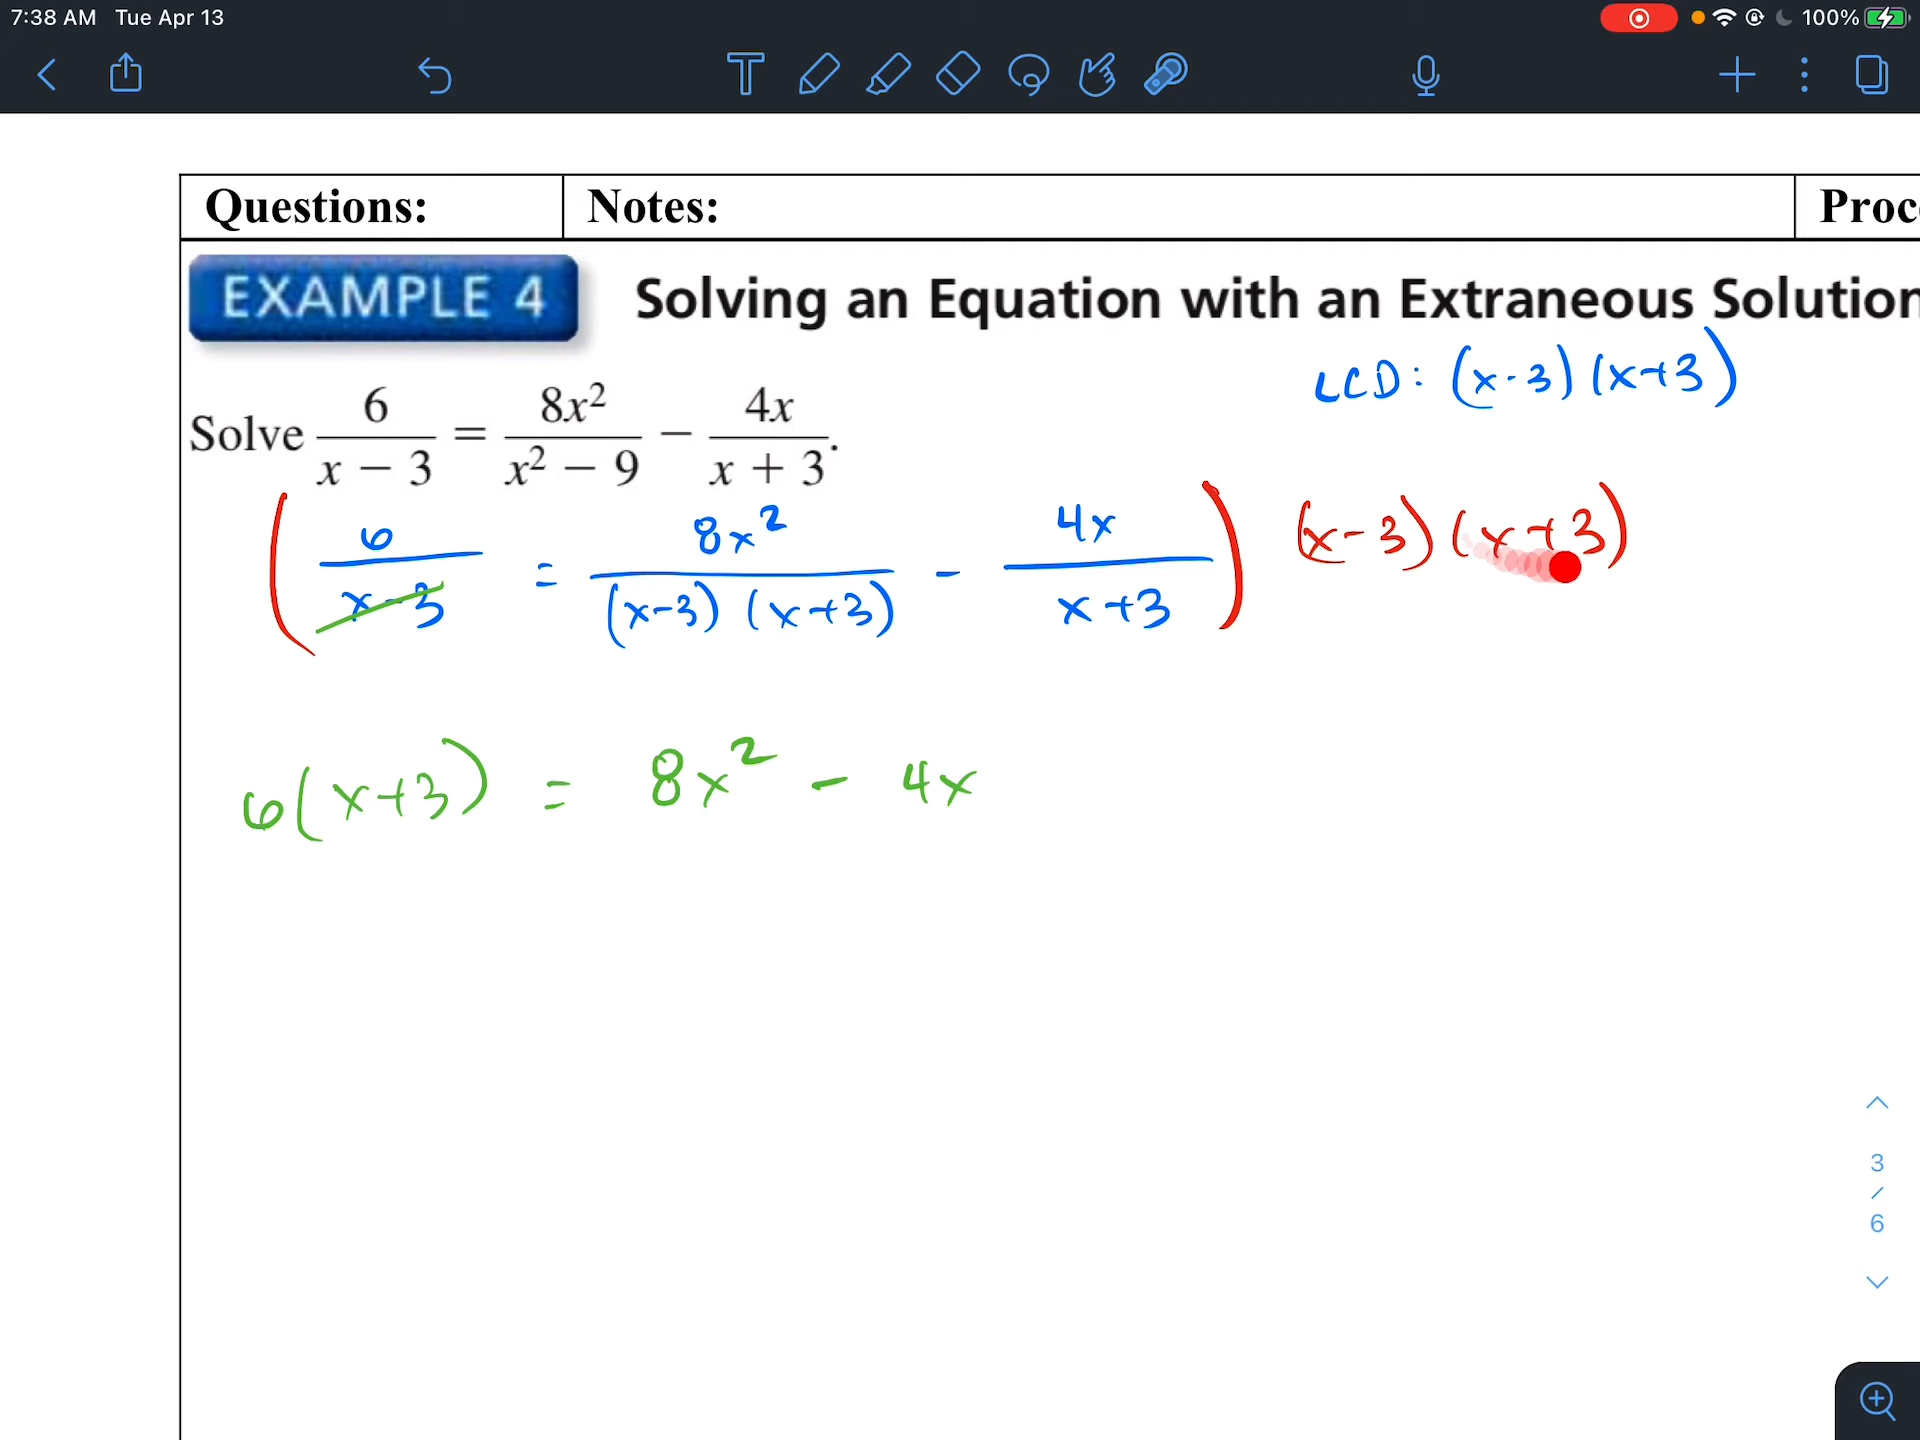 7:38 AM Tue Apr 13 100%
T
Questions: Notes: Proc
EXAMPLE 4 Solving an Equation with an Extraneous Solution
LCD: (x-3)(x+3)
Solve 6/(x − 3) = 8x²/(x² − 9) − 4x/(x + 3).
( 6/(x-3) = 8x²/((x-3)(x+3)) - 4x/(x+3) ) (x-3)(x+3)
6(x+3) = 8x² - 4x
3
/
6